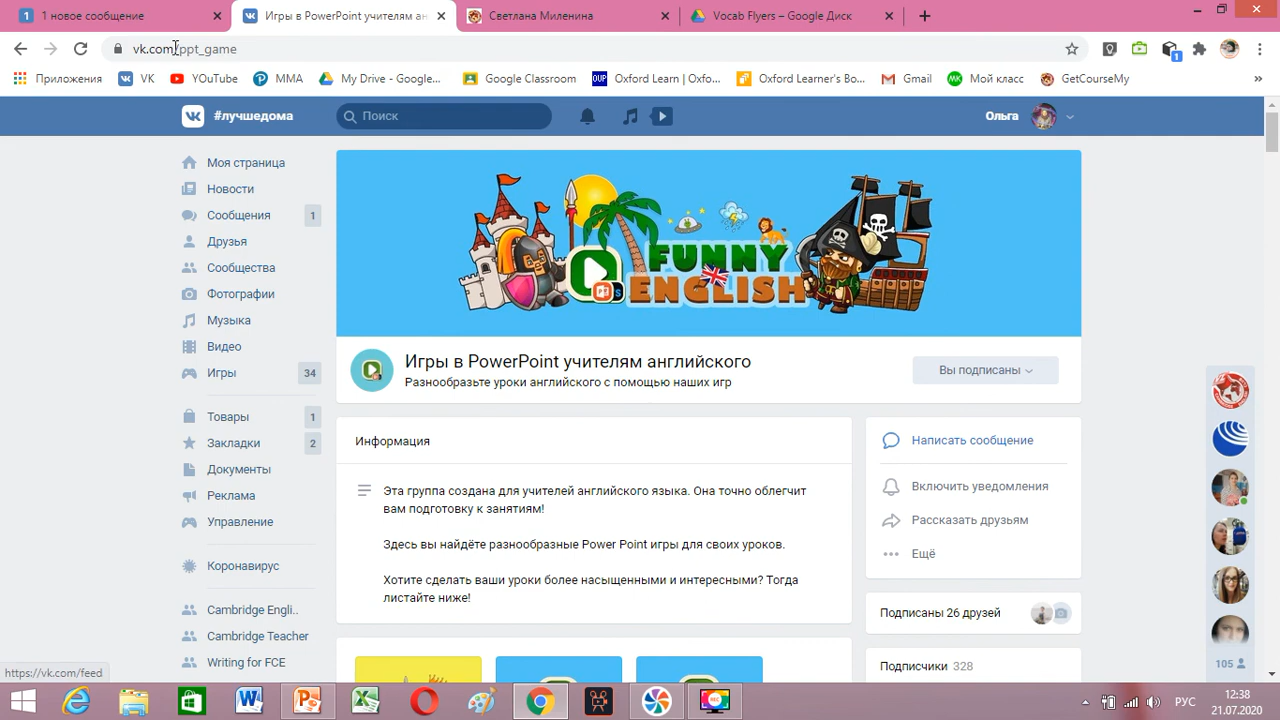 1 новое сообщение
Игры в PowerPoint учителям ан
Светлана Миленина
Vocab Flyers – Google Диск
vk.com/ppt_game
1
Приложения
VK
YouTube
MMA
My Drive - Google...
Google Classroom
OUP
Oxford Learn | Oxfo...
Oxford Learner's Bo...
Gmail
Мой класс
GetCourseMy
»
#лучшедома
Поиск
Ольга
Моя страница
Новости
Сообщения 1
Друзья
Сообщества
Фотографии
Музыка
Видео
Игры 34
Товары 1
Закладки 2
Документы
Реклама
Управление
Коронавирус
Cambridge Engli..
Cambridge Teacher
Writing for FCE
FUNNY
ENGLISH
Игры в PowerPoint учителям английского
Разнообразьте уроки английского с помощью наших игр
Вы подписаны
Информация
Эта группа создана для учителей английского языка. Она точно облегчит
вам подготовку к занятиям!
Здесь вы найдёте разнообразные Power Point игры для своих уроков.
Хотите сделать ваши уроки более насыщенными и интересными? Тогда
листайте ниже!
Написать сообщение
Включить уведомления
Рассказать друзьям
Ещё
Подписаны 26 друзей
Подписчики 328
105
https://vk.com/feed
РУС
12:38
21.07.2020